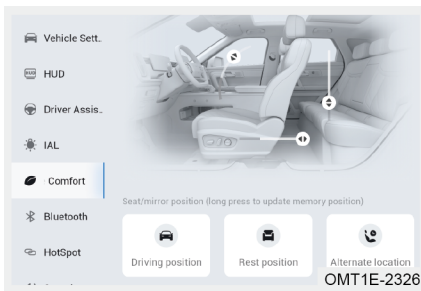 Vehicle Sett..
HUD
HUD
Driver Assis..
IAL
Comfort
Bluetooth
HotSpot
Seat/mirror position (long press to update memory position)
Driving position
Rest position
Alternate location
OMT1E-2326